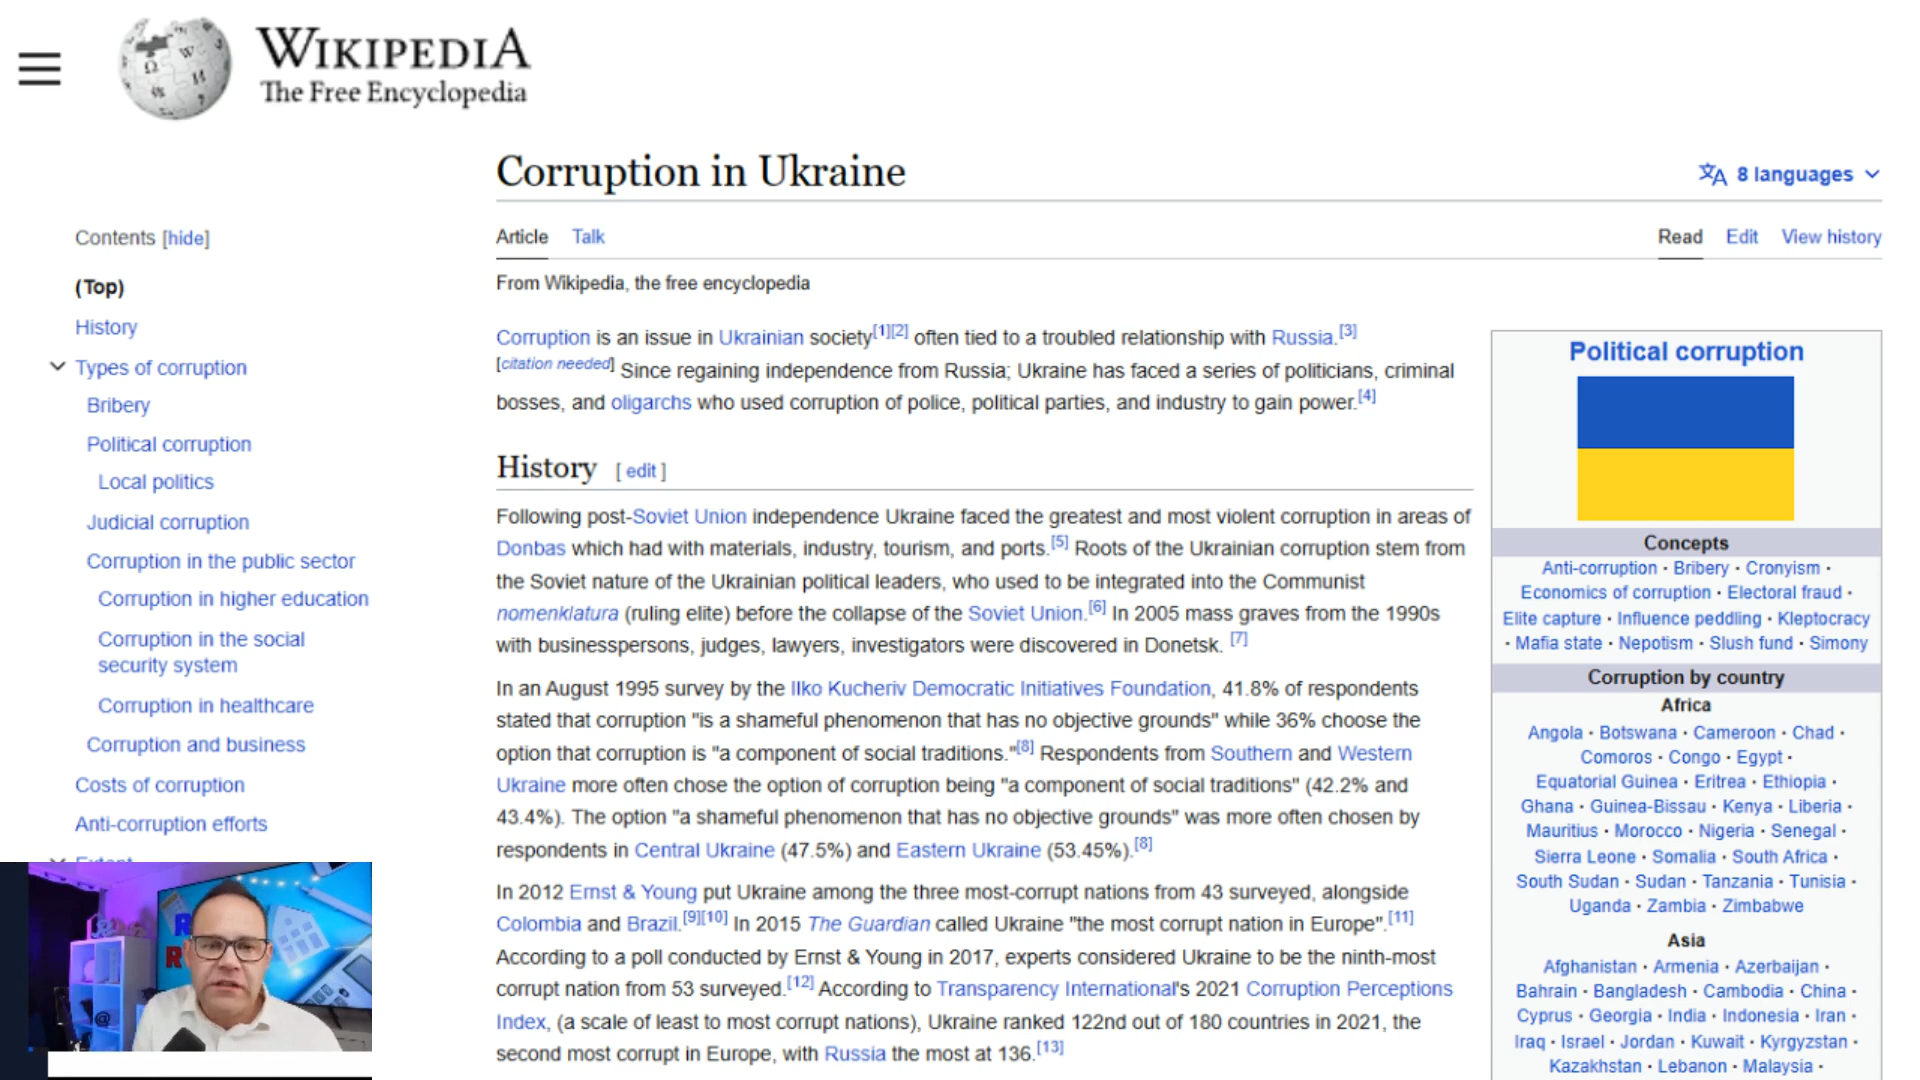 WIKIPEDIA
The Free Encyclopedia
Corruption in Ukraine
8 languages
Contents [hide]
(Top)
History
Types of corruption
Bribery
Political corruption
Local politics
Judicial corruption
Corruption in the public sector
Corruption in higher education
Corruption in the social
security system
Corruption in healthcare
Corruption and business
Costs of corruption
Anti-corruption efforts
Article Talk
Read Edit View history
From Wikipedia, the free encyclopedia
Corruption is an issue in Ukrainian society[1][2] often tied to a troubled relationship with Russia.[3]
[citation needed] Since regaining independence from Russia; Ukraine has faced a series of politicians, criminal
bosses, and oligarchs who used corruption of police, political parties, and industry to gain power.[4]
History [ edit ]
Following post-Soviet Union independence Ukraine faced the greatest and most violent corruption in areas of
Donbas which had with materials, industry, tourism, and ports.[5] Roots of the Ukrainian corruption stem from
the Soviet nature of the Ukrainian political leaders, who used to be integrated into the Communist
nomenklatura (ruling elite) before the collapse of the Soviet Union.[6] In 2005 mass graves from the 1990s
with businesspersons, judges, lawyers, investigators were discovered in Donetsk. [7]
In an August 1995 survey by the Ilko Kucheriv Democratic Initiatives Foundation, 41.8% of respondents
stated that corruption "is a shameful phenomenon that has no objective grounds" while 36% choose the
option that corruption is "a component of social traditions."[8] Respondents from Southern and Western
Ukraine more often chose the option of corruption being "a component of social traditions" (42.2% and
43.4%). The option "a shameful phenomenon that has no objective grounds" was more often chosen by
respondents in Central Ukraine (47.5%) and Eastern Ukraine (53.45%).[8]
In 2012 Ernst & Young put Ukraine among the three most-corrupt nations from 43 surveyed, alongside
Colombia and Brazil.[9][10] In 2015 The Guardian called Ukraine "the most corrupt nation in Europe".[11]
According to a poll conducted by Ernst & Young in 2017, experts considered Ukraine to be the ninth-most
corrupt nation from 53 surveyed.[12] According to Transparency International's 2021 Corruption Perceptions
Index, (a scale of least to most corrupt nations), Ukraine ranked 122nd out of 180 countries in 2021, the
second most corrupt in Europe, with Russia the most at 136.[13]
Political corruption
Concepts
Anti-corruption · Bribery · Cronyism ·
Economics of corruption · Electoral fraud ·
Elite capture · Influence peddling · Kleptocracy
· Mafia state · Nepotism · Slush fund · Simony
Corruption by country
Africa
Angola · Botswana · Cameroon · Chad ·
Comoros · Congo · Egypt ·
Equatorial Guinea · Eritrea · Ethiopia ·
Ghana · Guinea-Bissau · Kenya · Liberia ·
Mauritius · Morocco · Nigeria · Senegal ·
Sierra Leone · Somalia · South Africa ·
South Sudan · Sudan · Tanzania · Tunisia ·
Uganda · Zambia · Zimbabwe
Asia
Afghanistan · Armenia · Azerbaijan ·
Bahrain · Bangladesh · Cambodia · China ·
Cyprus · Georgia · India · Indonesia · Iran ·
Iraq · Israel · Jordan · Kuwait · Kyrgyzstan ·
Kazakhstan · Lebanon · Malaysia ·